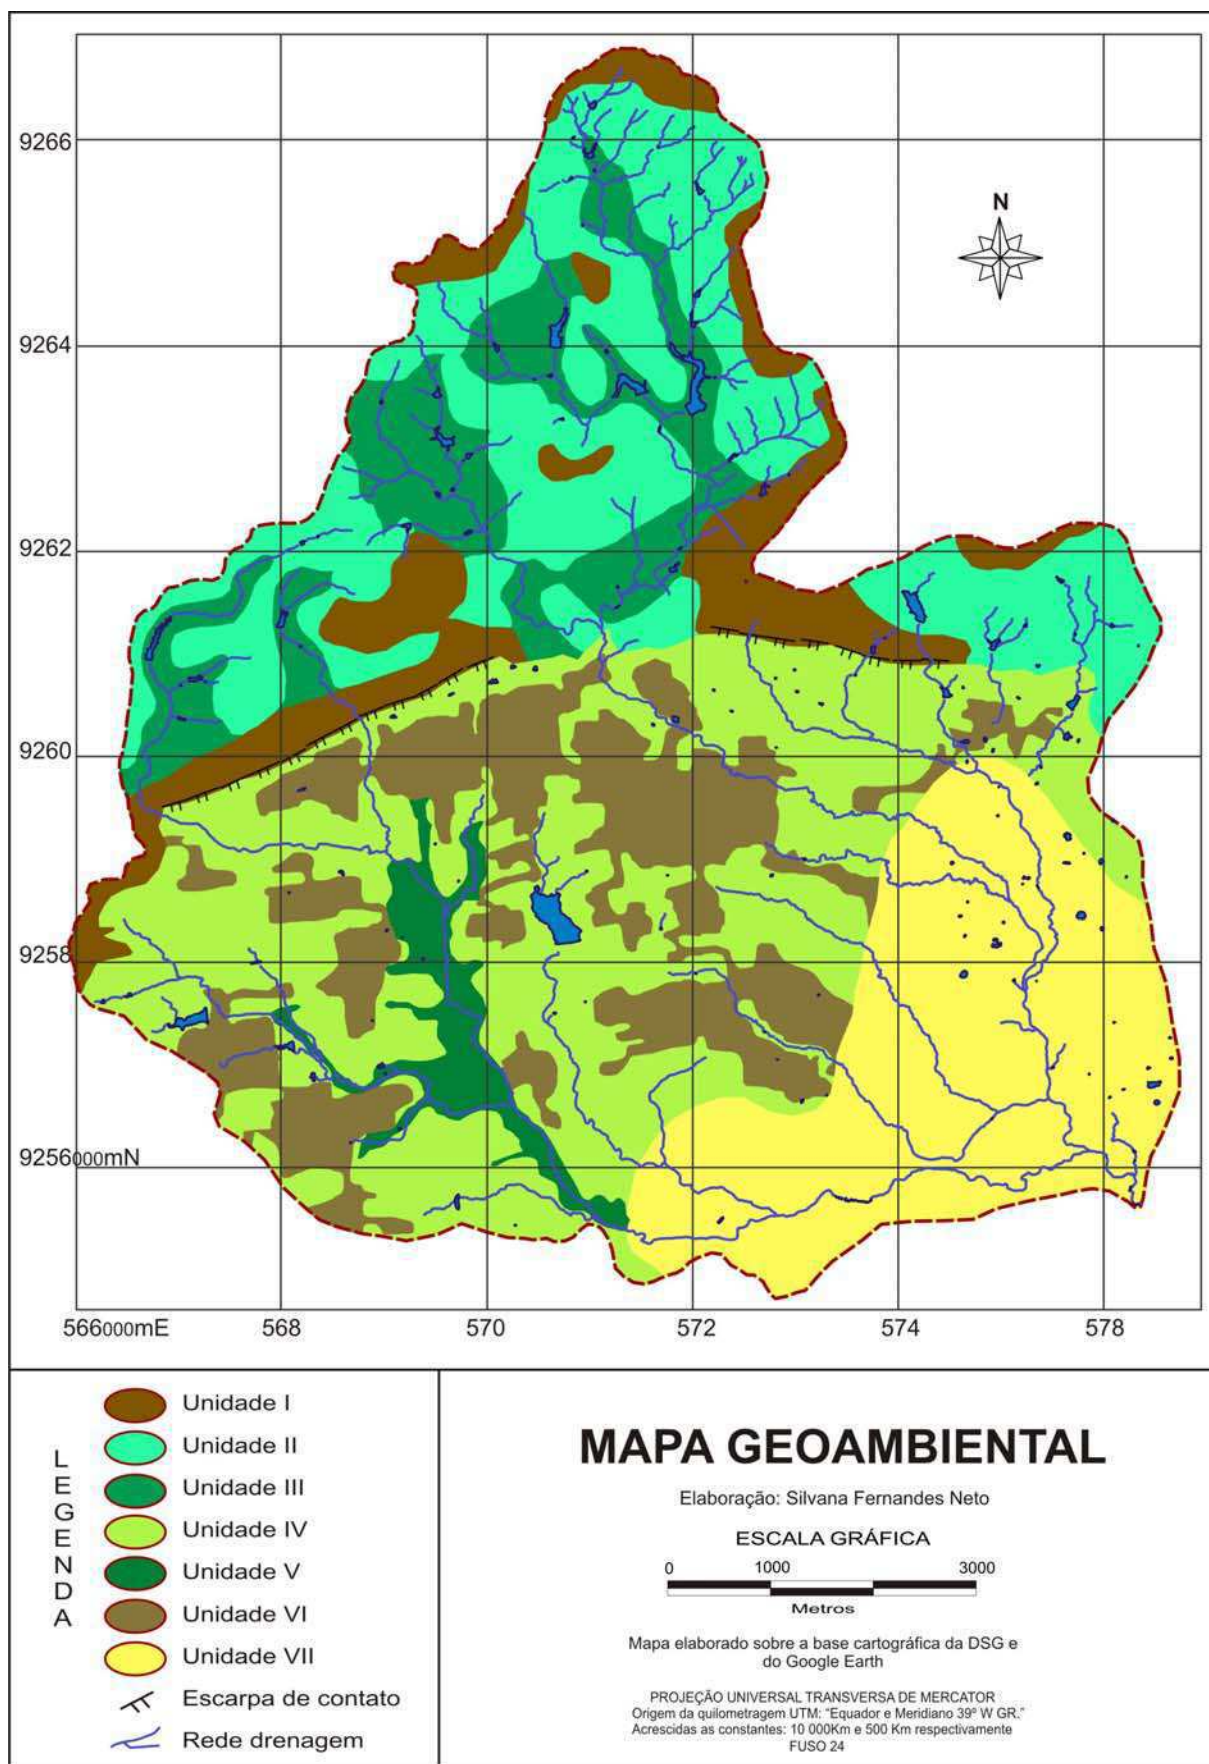 N
9266
9264
9262
9260
9258
9256000mN
566000mE 568 570 572 574 578
LEGENDA
Unidade I
Unidade II
Unidade III
Unidade IV
Unidade V
Unidade VI
Unidade VII
Escarpa de contato
Rede drenagem
MAPA GEOAMBIENTAL
Elaboração: Silvana Fernandes Neto
ESCALA GRÁFICA
0 1000 3000
Metros
Mapa elaborado sobre a base cartográfica da DSG e
do Google Earth
PROJEÇÃO UNIVERSAL TRANSVERSA DE MERCATOR
Origem da quilometragem UTM: “Equador e Meridiano 39º W GR.”
Acrescidas as constantes: 10 000Km e 500 Km respectivamente
FUSO 24